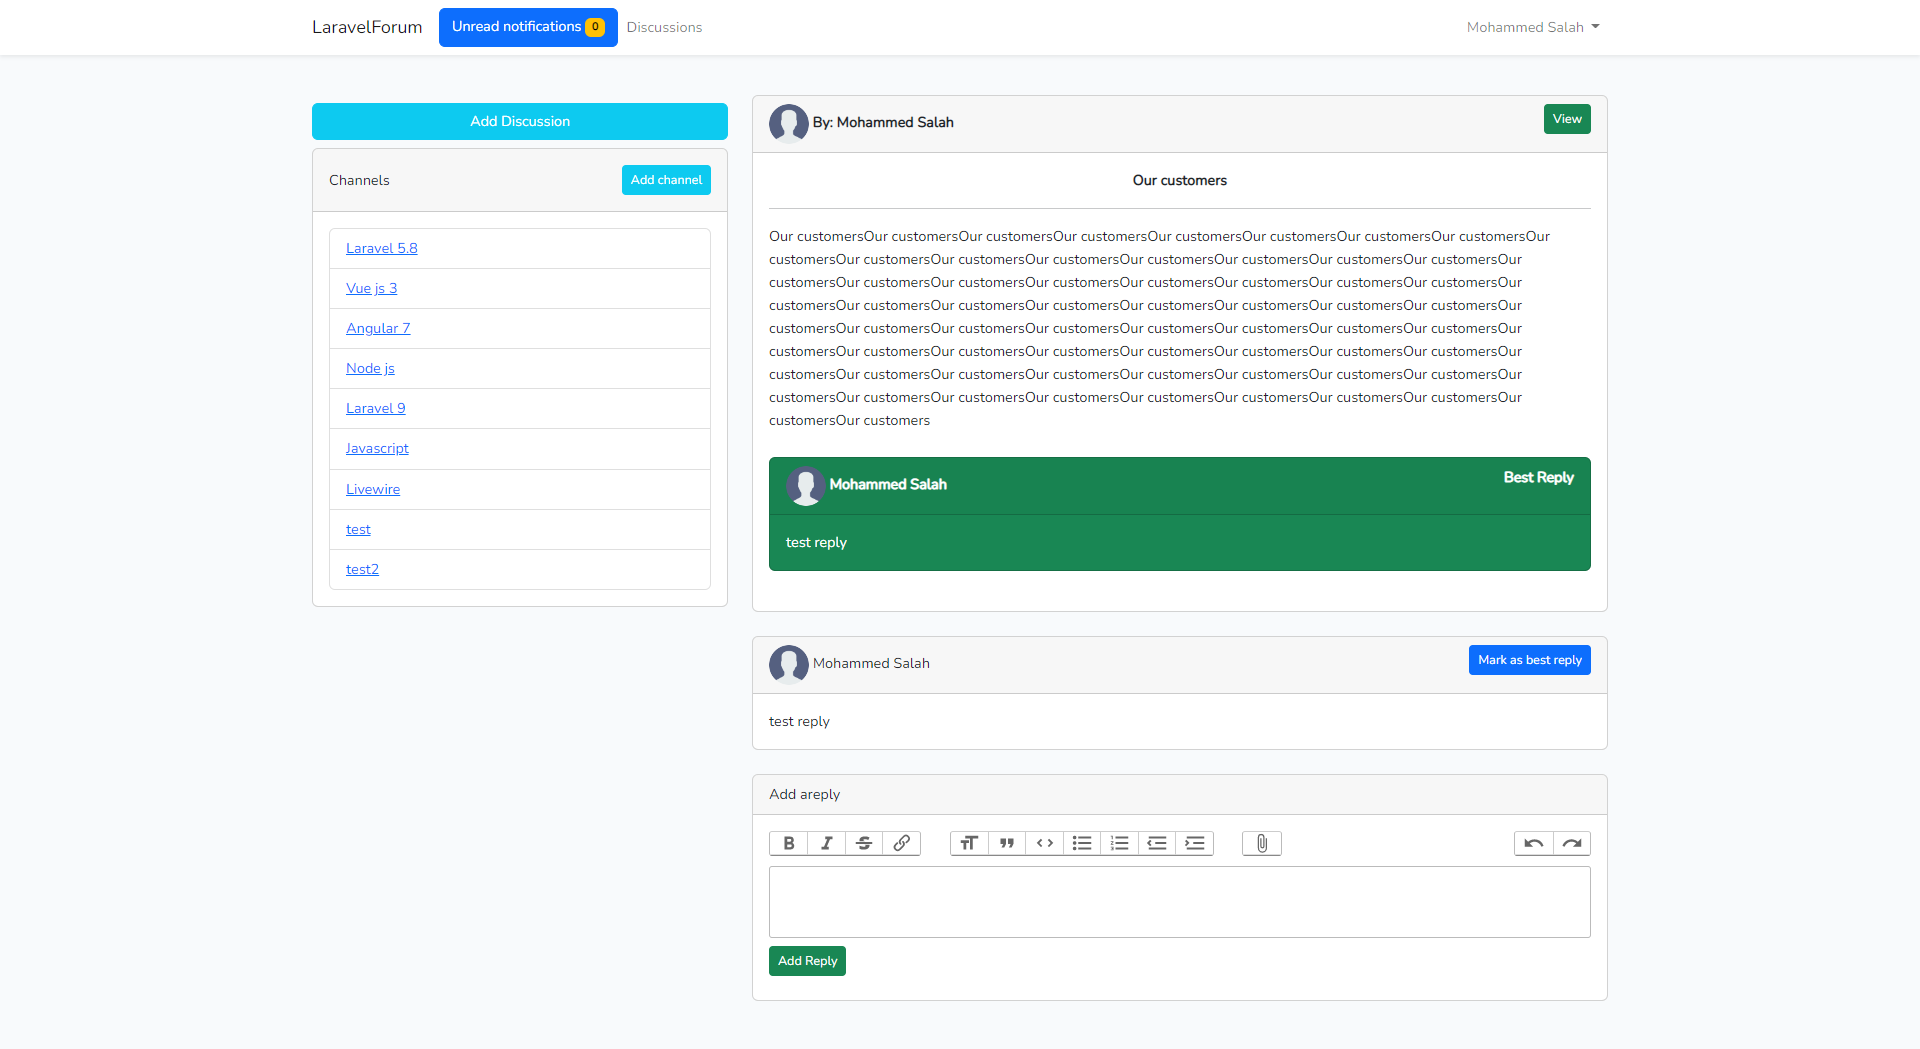 LaravelForum
Unread notifications 0
Discussions
Mohammed Salah
Add Discussion
Channels
Add channel
Laravel 5.8
Vue js 3
Angular 7
Node js
Laravel 9
Javascript
Livewire
test
test2
By: Mohammed Salah
View
Our customers
Our customersOur customersOur customersOur customersOur customersOur customersOur customersOur customersOur
customersOur customersOur customersOur customersOur customersOur customersOur customersOur customersOur
customersOur customersOur customersOur customersOur customersOur customersOur customersOur customersOur
customersOur customersOur customersOur customersOur customersOur customersOur customersOur customersOur
customersOur customersOur customersOur customersOur customersOur customersOur customersOur customersOur
customersOur customersOur customersOur customersOur customersOur customersOur customersOur customersOur
customersOur customersOur customersOur customersOur customersOur customersOur customersOur customersOur
customersOur customersOur customersOur customersOur customersOur customersOur customersOur customersOur
customersOur customers
Mohammed Salah
Best Reply
test reply
Mohammed Salah
Mark as best reply
test reply
Add areply
Add Reply